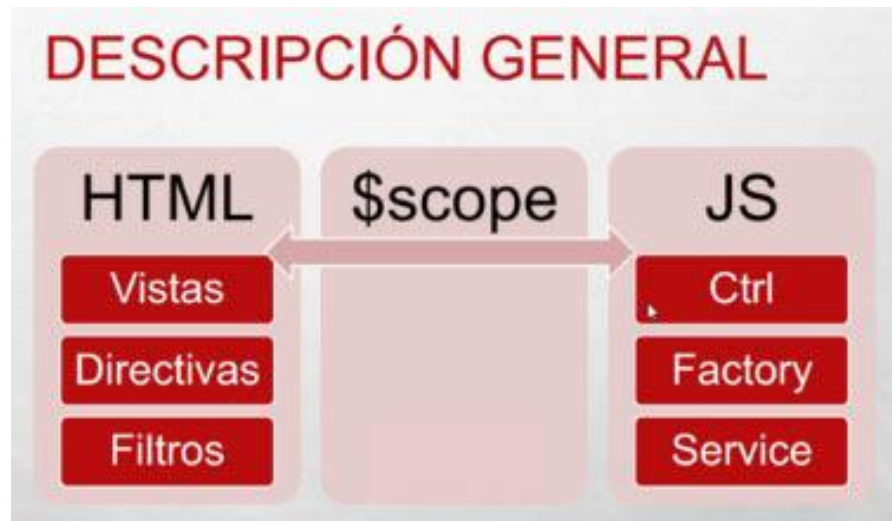 DESCRIPCIÓN GENERAL
HTML
Vistas
Directivas
Filtros
$scope
JS
Ctrl
Factory
Service